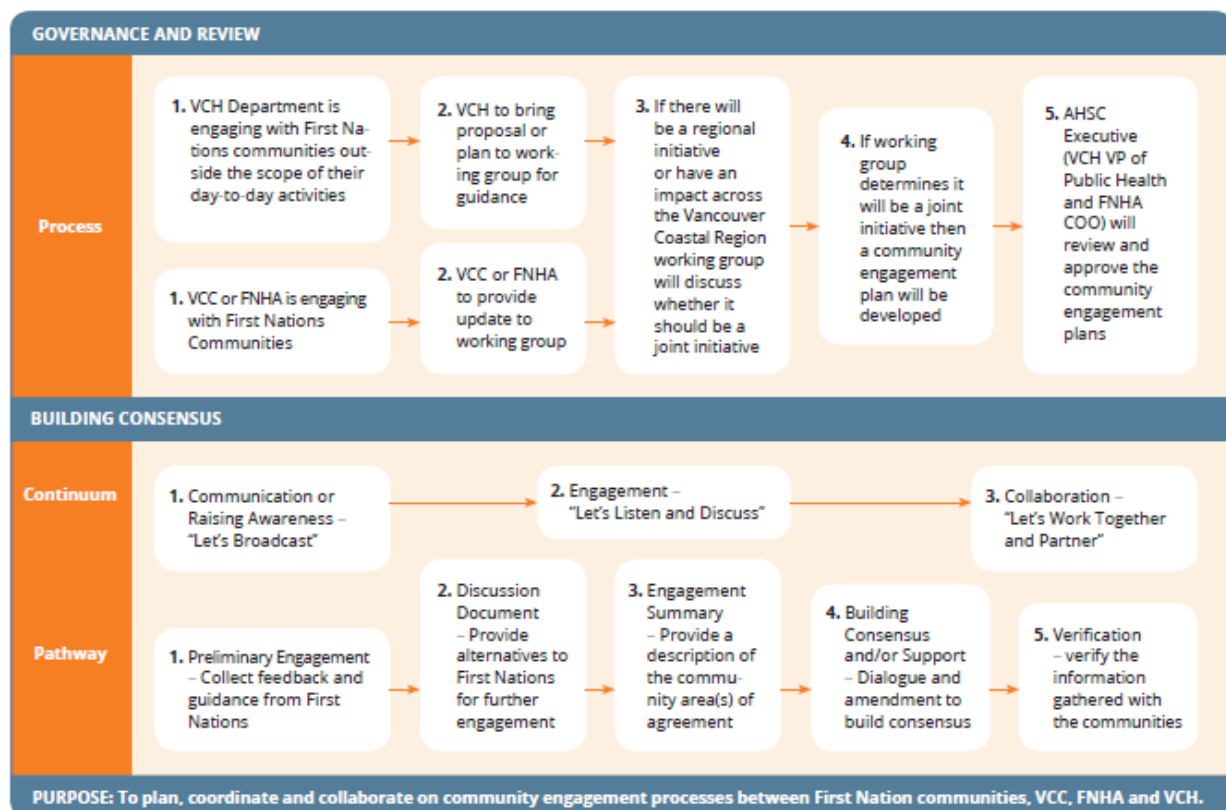 GOVERNANCE AND REVIEW
Process
1. VCH Department is
engaging with First Na-
tions communities out-
side the scope of their
day-to-day activities
2. VCH to bring
proposal or
plan to work-
ing group for
guidance
1. VCC or FNHA is engaging
with First Nations
Communities
2. VCC or FNHA
to provide
update to
working group
3. If there will
be a regional
initiative
or have an
impact across
the Vancouver
Coastal Region
working group
will discuss
whether it
should be a
joint initiative
4. If working
group
determines it
will be a joint
initiative then
a community
engagement
plan will be
developed
5. AHSC
Executive
(VCH VP of
Public Health
and FNHA
COO) will
review and
approve the
community
engagement
plans
BUILDING CONSENSUS
Continuum
1. Communication or
Raising Awareness –
“Let’s Broadcast”
2. Engagement –
“Let’s Listen and Discuss”
3. Collaboration –
“Let’s Work Together
and Partner”
Pathway
1. Preliminary Engagement
– Collect feedback and
guidance from First
Nations
2. Discussion
Document
– Provide
alternatives to
First Nations
for further
engagement
3. Engagement
Summary
– Provide a
description of
the commu-
nity area(s) of
agreement
4. Building
Consensus
and/or Support
– Dialogue and
amendment to
build consensus
5. Verification
– verify the
information
gathered with
the communities
PURPOSE: To plan, coordinate and collaborate on community engagement processes between First Nation communities, VCC, FNHA and VCH.